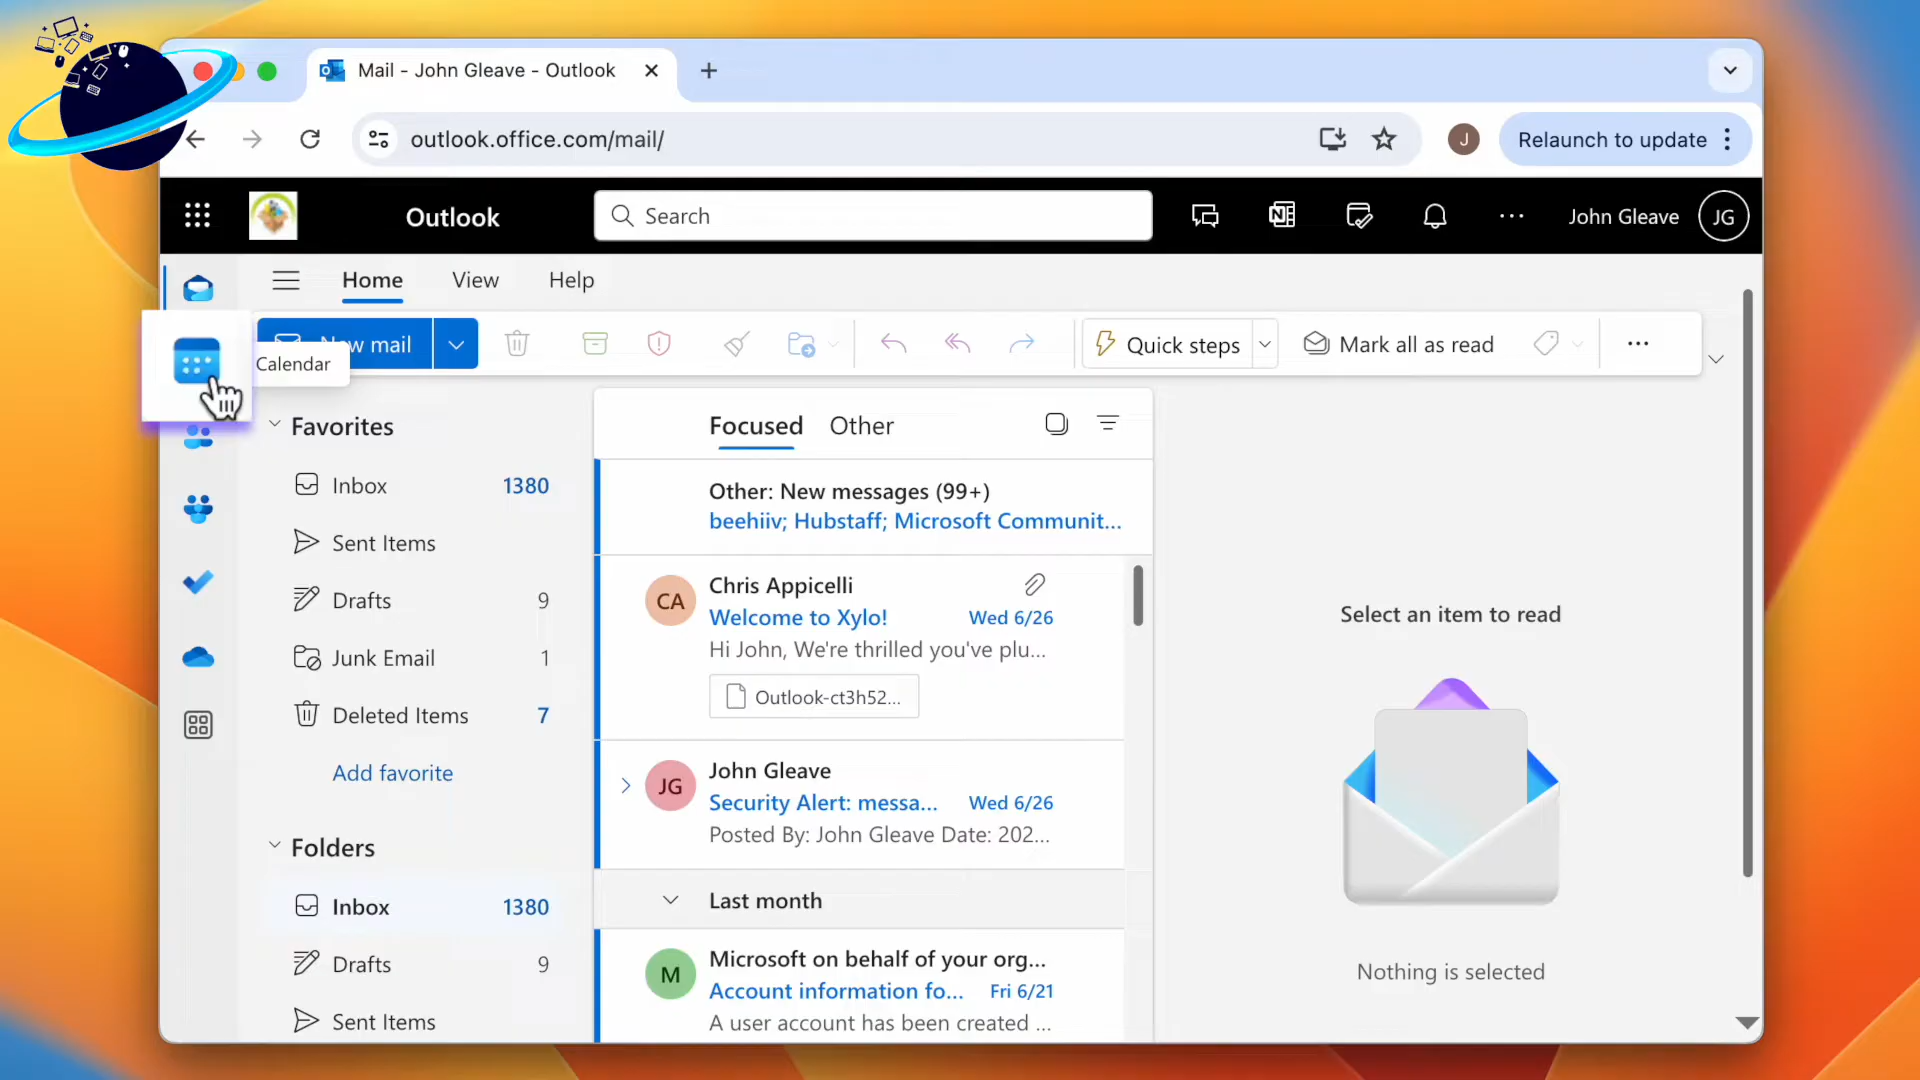 Mail - John Gleave - Outlook
outlook.office.com/mail/
J
Relaunch to update
Outlook
Search
N
John Gleave
JG
Home
View
Help
w mail
Calendar
Quick steps
Mark all as read
Favorites
Inbox 1380
Sent Items
Drafts 9
Junk Email 1
Deleted Items 7
Add favorite
Folders
Inbox 1380
Drafts 9
Sent Items
Focused
Other
Other: New messages (99+)
beehiiv; Hubstaff; Microsoft Communit...
CA
Chris Appicelli
Welcome to Xylo! Wed 6/26
Hi John, We're thrilled you've plu...
Outlook-ct3h52...
JG
John Gleave
Security Alert: messa... Wed 6/26
Posted By: John Gleave Date: 202...
Last month
M
Microsoft on behalf of your org...
Account information fo... Fri 6/21
A user account has been created ...
Select an item to read
Nothing is selected